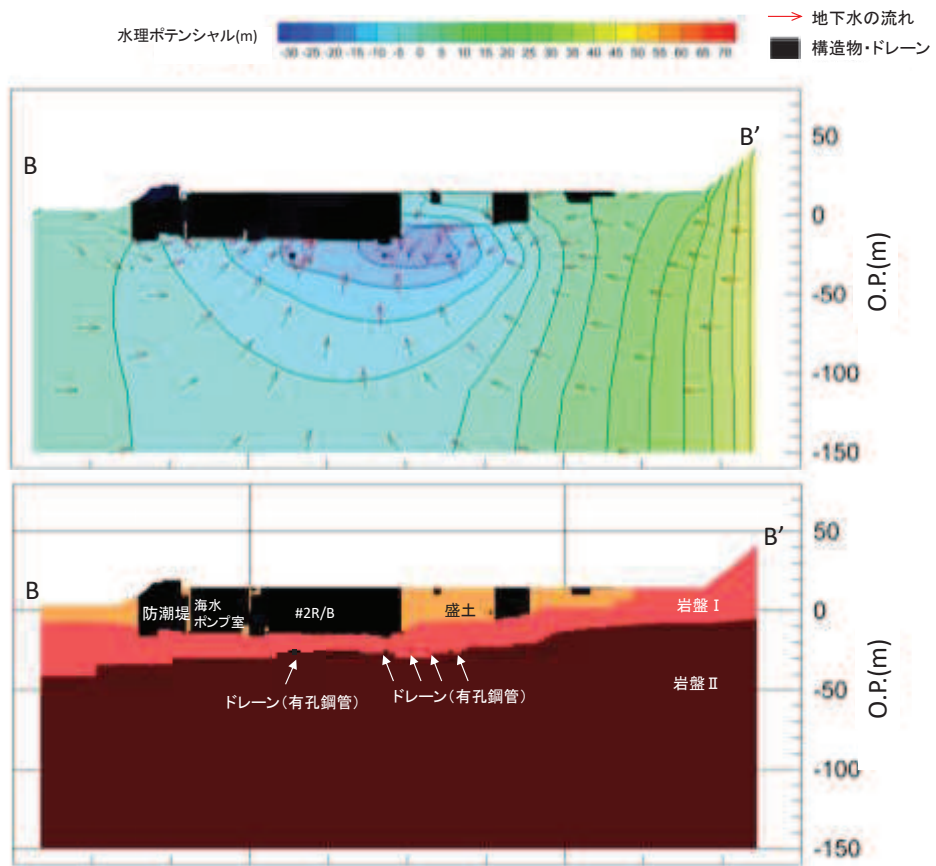 水理ポテンシャル(m)
-30 -25 -20 -15 -10 -5 0 5 10 15 20 25 30 35 40 45 50 55 60 65 70
地下水の流れ
構造物・ドレーン
B
B’
50
0
-50
-100
-150
O.P.(m)
B
B’
防潮堤
海水
ポンプ室
#2R/B
盛土
岩盤Ⅰ
岩盤Ⅱ
ドレーン(有孔鋼管)
ドレーン(有孔鋼管)
50
0
-50
-100
-150
O.P.(m)